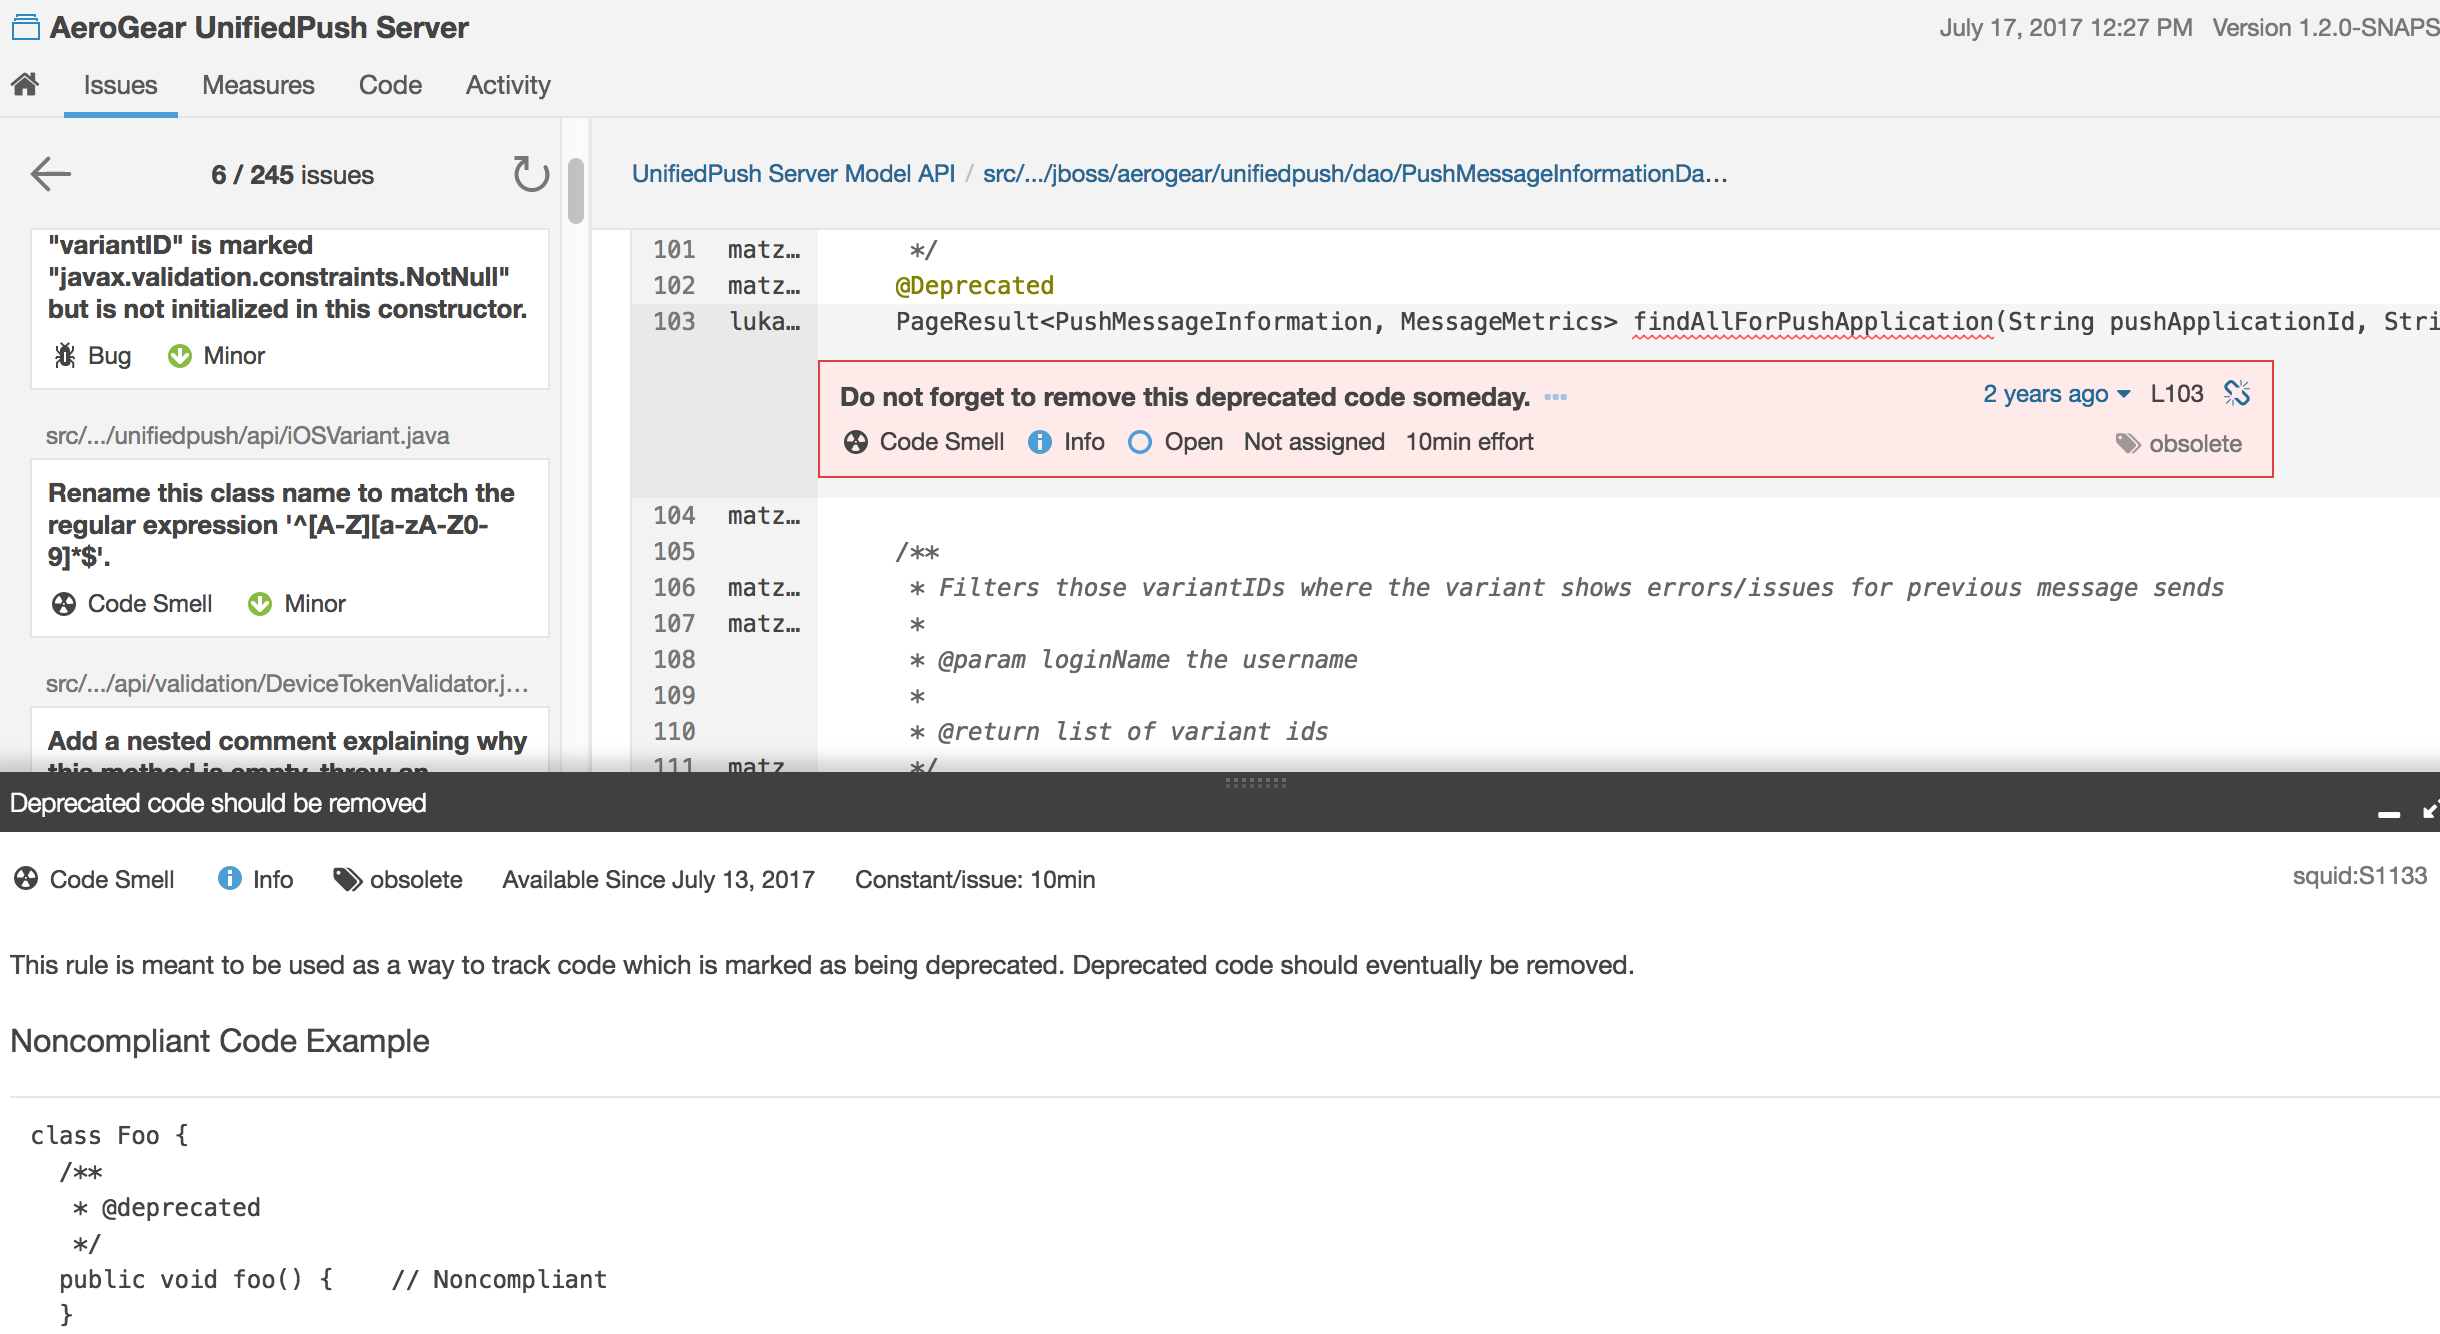 AeroGear UnifiedPush Server
July 17, 2017 12:27 PM Version 1.2.0-SNAPS
Issues Measures Code Activity
6 / 245 issues
"variantID" is marked
"javax.validation.constraints.NotNull"
but is not initialized in this constructor.
Bug Minor
src/.../unifiedpush/api/iOSVariant.java
Rename this class name to match the
regular expression '^[A-Z][a-zA-Z0-
9]*$'.
Code Smell Minor
src/.../api/validation/DeviceTokenValidator.j…
Add a nested comment explaining why
this method is empty, throw an
UnifiedPush Server Model API / src/.../jboss/aerogear/unifiedpush/dao/PushMessageInformationDa…
101 matz… */
102 matz… @Deprecated
103 luka… PageResult<PushMessageInformation, MessageMetrics> findAllForPushApplication(String pushApplicationId, Stri
Do not forget to remove this deprecated code someday. 2 years ago L103
Code Smell Info Open Not assigned 10min effort obsolete
104 matz…
105 /**
106 matz… * Filters those variantIDs where the variant shows errors/issues for previous message sends
107 matz… *
108 * @param loginName the username
109 *
110 * @return list of variant ids
111 matz */
Deprecated code should be removed
Code Smell Info obsolete Available Since July 13, 2017 Constant/issue: 10min squid:S1133
This rule is meant to be used as a way to track code which is marked as being deprecated. Deprecated code should eventually be removed.
Noncompliant Code Example
class Foo {
/**
* @deprecated
*/
public void foo() { // Noncompliant
}